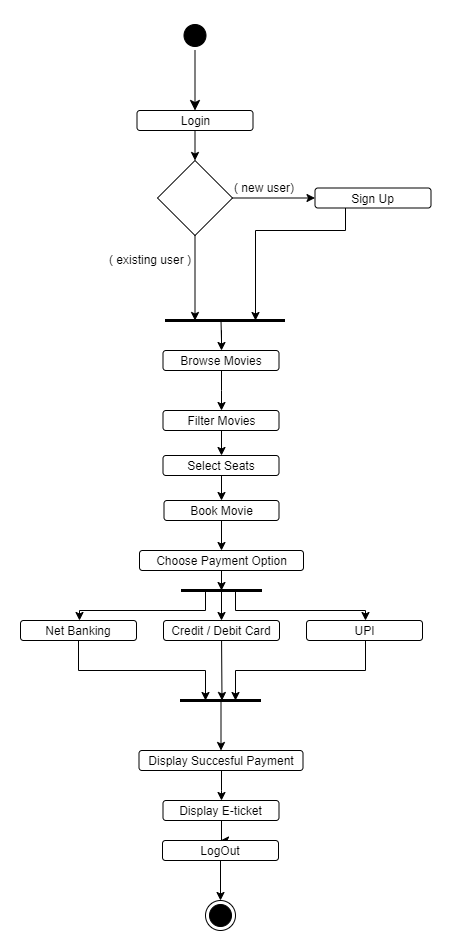 Login
( new user)
Sign Up
( existing user )
Browse Movies
Filter Movies
Select Seats
Book Movie
Choose Payment Option
Net Banking
Credit / Debit Card
UPI
Display Succesful Payment
Display E-ticket
LogOut